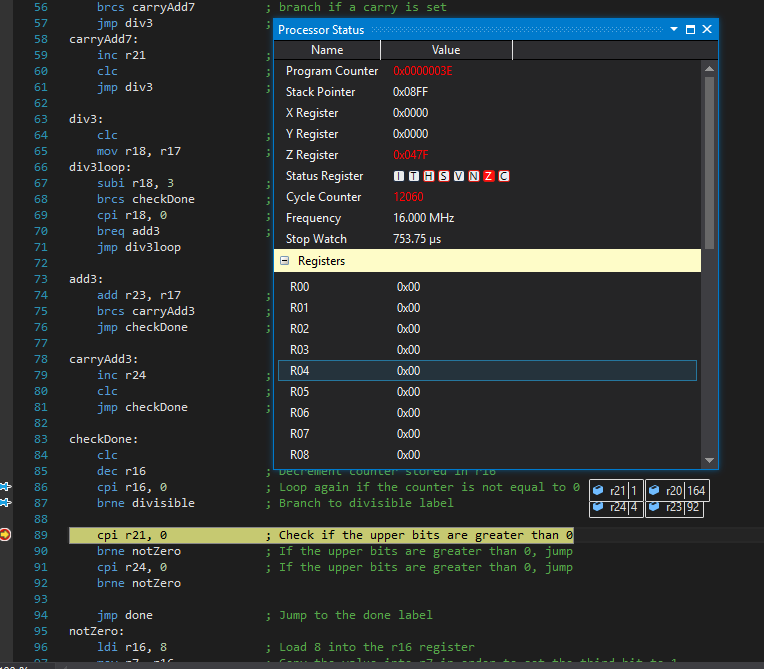 56 brcs carryAdd7 ; branch if a carry is set
57 jmp div3 ;
58 carryAdd7:
59 inc r21 ;
60 clc ;
61 jmp div3 ;
62
63 div3:
64 clc ;
65 mov r18, r17 ;
66 div3loop:
67 subi r18, 3 ;
68 brcs checkDone ;
69 cpi r18, 0 ;
70 breq add3 ;
71 jmp div3loop
72
73 add3:
74 add r23, r17 ;
75 brcs carryAdd3 ;
76 jmp checkDone ;
77
78 carryAdd3:
79 inc r24 ;
80 clc ;
81 jmp checkDone ;
82
83 checkDone:
84 clc ;
85 dec r16 ; Decrement counter stored in r16
86 cpi r16, 0 ; Loop again if the counter is not equal to 0
87 brne divisible ; Branch to divisible label
88
89 cpi r21, 0 ; Check if the upper bits are greater than 0
90 brne notZero ; If the upper bits are greater than 0, jump
91 cpi r24, 0 ; If the upper bits are greater than 0, jump
92 brne notZero
93
94 jmp done ; Jump to the done label
95 notZero:
96 ldi r16, 8 ; Load 8 into the r16 register
Processor Status
Name Value
Program Counter 0x0000003E
Stack Pointer 0x08FF
X Register 0x0000
Y Register 0x0000
Z Register 0x047F
Status Register I T H S V N Z C
Cycle Counter 12060
Frequency 16.000 MHz
Stop Watch 753.75 µs
Registers
R00 0x00
R01 0x00
R02 0x00
R03 0x00
R04 0x00
R05 0x00
R06 0x00
R07 0x00
R08 0x00
r21 1 r20 164
r24 4 r23 92